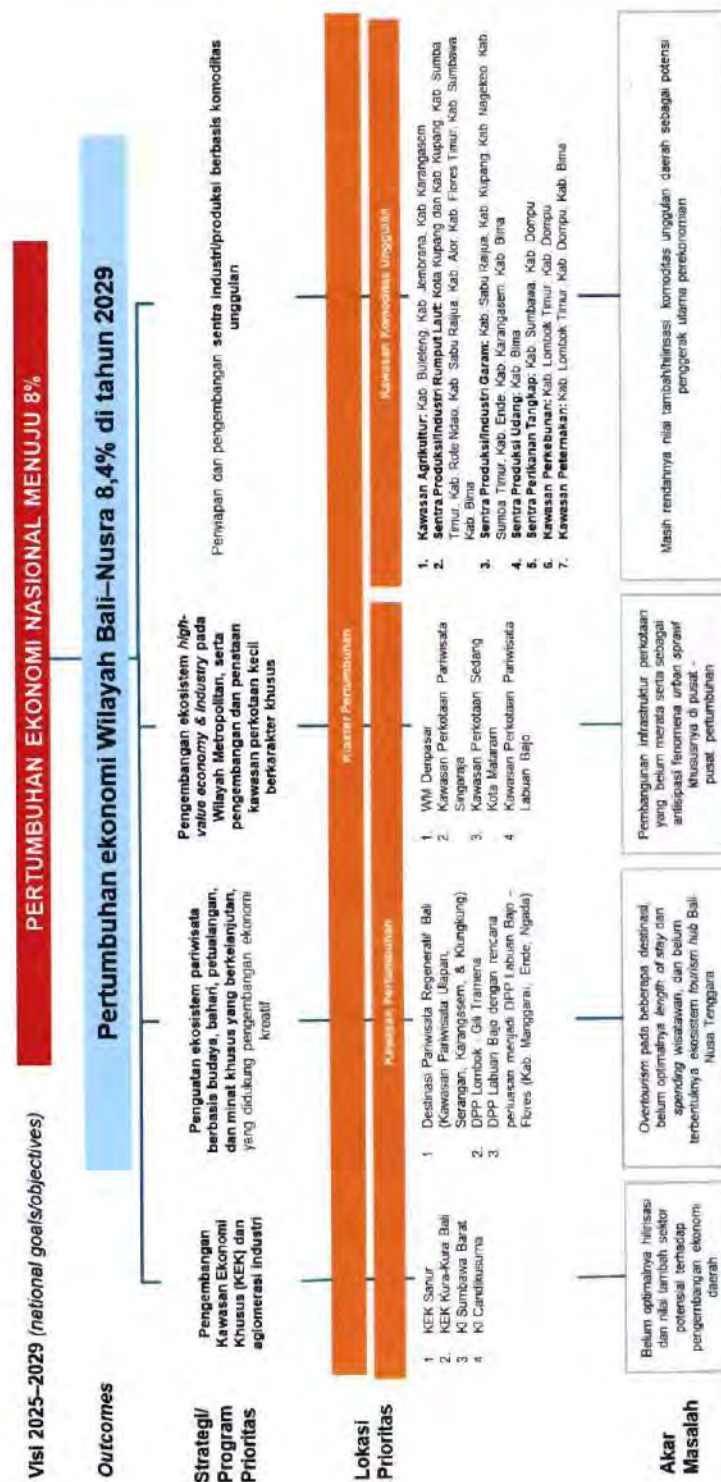 Visi 2025–2029 (national goals/objectives)
PERTUMBUHAN EKONOMI NASIONAL MENUJU 8%
Outcomes
Pertumbuhan ekonomi Wilayah Bali–Nusra 8,4% di tahun 2029
Strategi/
Program
Prioritas
Pengembangan
Kawasan Ekonomi
Khusus (KEK) dan
aglomerasi industri
Penguatan ekosistem pariwisata
berbasis budaya, bahari, petualangan,
dan minat khusus yang berkelanjutan,
yang didukung pengembangan ekonomi
kreatif
Pengembangan ekosistem high-
value economy & industry pada
Wilayah Metropolitan, serta
pengembangan dan penataan
kawasan perkotaan kecil
berkarakter khusus
Penyiapan dan pengembangan sentra industri/produksi berbasis komoditas
unggulan
Lokasi
Prioritas
Klaster Pertumbuhan
Kawasan Pertumbuhan
Kawasan Komoditas Unggulan
1 KEK Sanur
2. KEK Kura-Kura Bali
3 KI Sumbawa Barat
4 KI Candikusuma
1 Destinasi Pariwisata Regeneratif Bali
(Kawasan Pariwisata Ulapan,
Serangan, Karangasem, & Klungkung)
2. DPP Lombok - Gili Tramena
3 DPP Labuan Bajo dengan rencana
perluasan menjadi DPP Labuan Bajo –
Flores (Kab. Manggarai, Ende, Ngada)
1. WM Denpasar
2 Kawasan Perkotaan Pariwisata
Singaraja
3. Kawasan Perkotaan Sedang
Kota Mataram
4 Kawasan Perkotaan Pariwisata
Labuan Bajo
1. Kawasan Agrikultur: Kab Buleleng, Kab Jembrana, Kab Karangasem
2. Sentra Produksi/Industri Rumput Laut: Kota Kupang dan Kab Kupang, Kab Sumba
Timur, Kab. Rote Ndao, Kab Sabu Raijua, Kab Alor, Kab Flores Timur, Kab Sumbawa
Kab Bima
3. Sentra Produksi/Industri Garam: Kab Sabu Raijua, Kab Kupang, Kab Nagekeo, Kab
Sumba Timur, Kab. Ende, Kab Karangasem, Kab Bima
4. Sentra Produksi Udang: Kab Bima
5. Sentra Perikanan Tangkap: Kab Sumbawa, Kab Dompu
6 Kawasan Perkebunan: Kab. Lombok Timur, Kab Dompu
7. Kawasan Peternakan: Kab. Lombok Timur, Kab Dompu, Kab. Bima
Akar
Masalah
Belum optimalnya hilirisasi
dan nilai tambah sektor
potensial terhadap
pengembangan ekonomi
daerah
Overtourism pada beberapa destinasi,
belum optimalnya length of stay dan
spending wisatawan, dan belum
terbentuknya ekosistem tourism hub Bali-
Nusa Tenggara
Pembangunan infrastruktur perkotaan
yang belum merata serta sebagai
antisipasi fenomena urban sprawl
khususnya di pusat -
pusat pertumbuhan
Masih rendahnya nilai tambah/hilirisasi komoditas unggulan daerah sebagai potensi
penggerak utama perekonomian